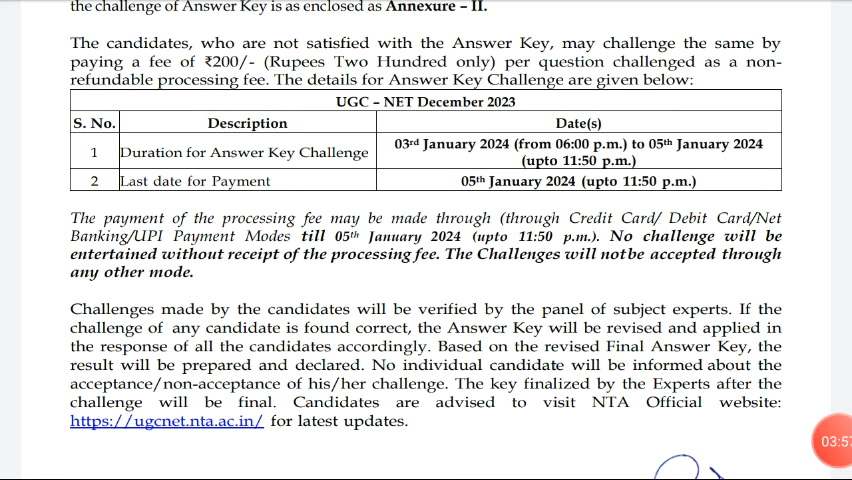 the challenge of Answer Key is as enclosed as Annexure – II.
The candidates, who are not satisfied with the Answer Key, may challenge the same by
paying a fee of ₹200/- (Rupees Two Hundred only) per question challenged as a non-
refundable processing fee. The details for Answer Key Challenge are given below:
UGC – NET December 2023
S. No. Description Date(s)
1 Duration for Answer Key Challenge 03rd January 2024 (from 06:00 p.m.) to 05th January 2024
(upto 11:50 p.m.)
2 Last date for Payment 05th January 2024 (upto 11:50 p.m.)
The payment of the processing fee may be made through (through Credit Card/ Debit Card/Net
Banking/UPI Payment Modes till 05th January 2024 (upto 11:50 p.m.). No challenge will be
entertained without receipt of the processing fee. The Challenges will notbe accepted through
any other mode.
Challenges made by the candidates will be verified by the panel of subject experts. If the
challenge of any candidate is found correct, the Answer Key will be revised and applied in
the response of all the candidates accordingly. Based on the revised Final Answer Key, the
result will be prepared and declared. No individual candidate will be informed about the
acceptance/non-acceptance of his/her challenge. The key finalized by the Experts after the
challenge will be final. Candidates are advised to visit NTA Official website:
https://ugcnet.nta.ac.in/ for latest updates.
03:57